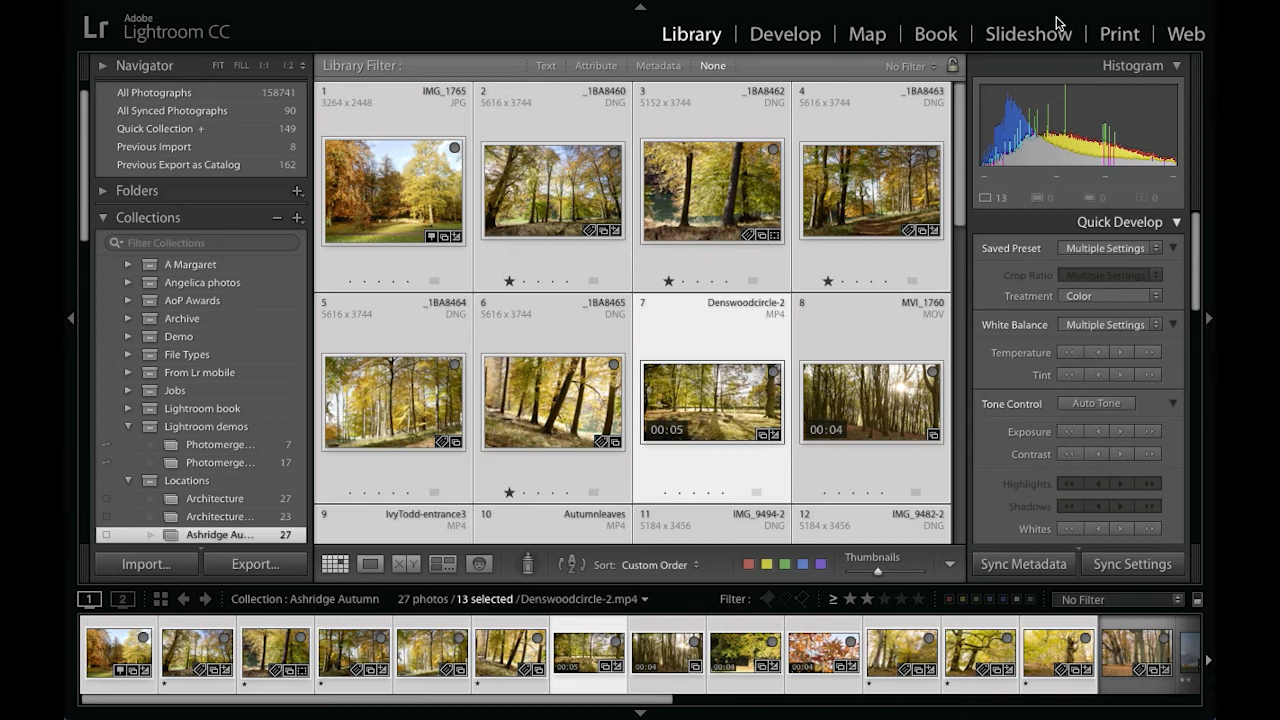 Lr Adobe
Lightroom CC
Library | Develop | Map | Book | Slideshow | Print | Web
Navigator FIT FILL 1:1 1:2
All Photographs 158741
All Synced Photographs 90
Quick Collection + 149
Previous Import 8
Previous Export as Catalog 162
Folders +
Collections − +
Filter Collections
A Margaret
Angelica photos
AoP Awards
Archive
Demo
File Types
From Lr mobile
Jobs
Lightroom book
Lightroom demos
Photomerge... 7
Photomerge... 17
Locations
Architecture 27
Architecture... 23
Ashridge Au... 27
Import... Export...
Library Filter : Text Attribute Metadata None No Filter
1 IMG_1765
3264 x 2448 JPG
2 _1BA8460
5616 x 3744 DNG
3 _1BA8462
5152 x 3744 DNG
4 _1BA8463
5616 x 3744 DNG
5 _1BA8464
5616 x 3744 DNG
6 _1BA8465
5616 x 3744 DNG
7 Denswoodcircle-2
MP4
00:05
8 MVI_1760
MOV
00:04
9 IvyTodd-entrance3
MP4
10 Autumnleaves
MP4
11 IMG_9494-2
5184 x 3456 DNG
12 IMG_9482-2
5184 x 3456 DNG
X Y
A Z Sort: Custom Order
Thumbnails
Histogram
13 0 0 0
Quick Develop
Saved Preset Multiple Settings
Crop Ratio Multiple Settings
Treatment Color
White Balance Multiple Settings
Temperature
Tint
Tone Control Auto Tone
Exposure
Contrast
Highlights
Shadows
Whites
Sync Metadata Sync Settings
1 2 Collection : Ashridge Autumn 27 photos / 13 selected / Denswoodcircle-2.mp4 Filter : ≥ No Filter
00:05 00:04 00:04 00:04